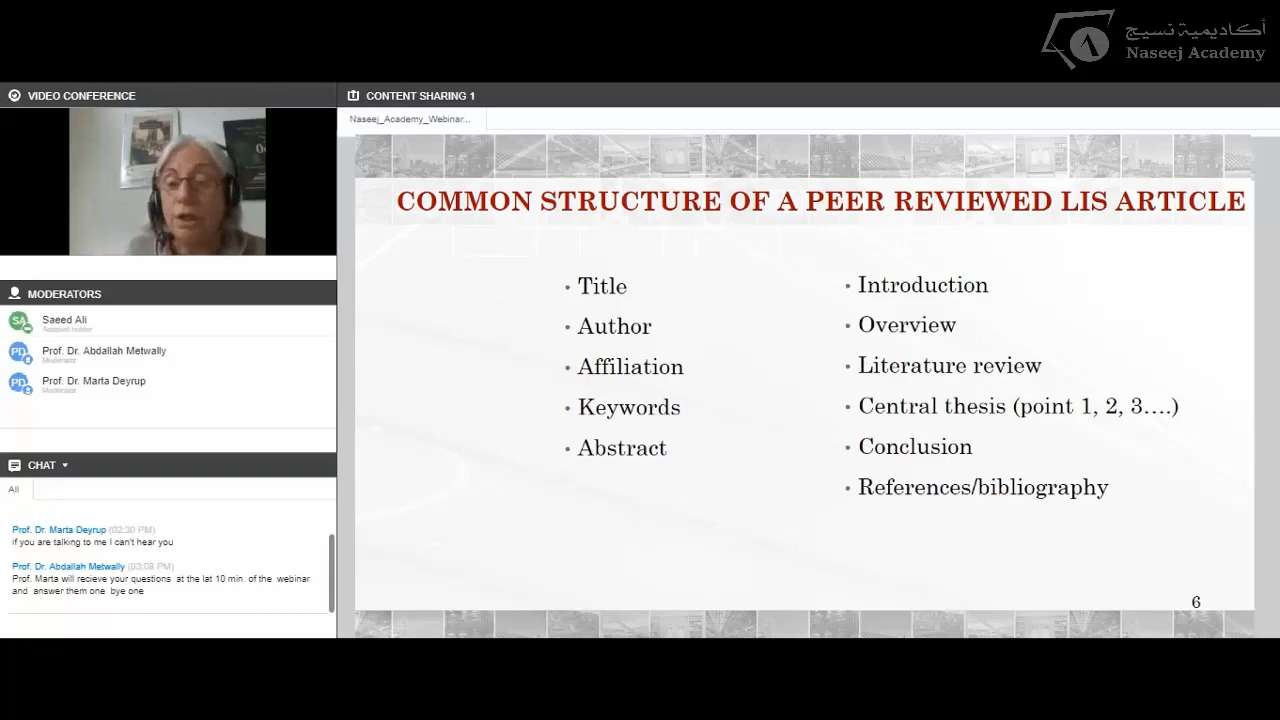 أكاديمية نسيج
Naseej Academy
VIDEO CONFERENCE
CONTENT SHARING 1
Naseej_Academy_Webinar...
MODERATORS
SA
Saeed Ali
Account holder
PD
Prof. Dr. Abdallah Metwally
Moderator
PD
Prof. Dr. Marta Deyrup
Moderator
CHAT
All
Prof. Dr. Marta Deyrup (02:30 PM)
if you are talking to me I can't hear you
Prof. Dr. Abdallah Metwally (03:08 PM)
Prof. Marta will recieve your questions at the lat 10 min. of the webinar
and answer them one bye one
COMMON STRUCTURE OF A PEER REVIEWED LIS ARTICLE
• Title
• Author
• Affiliation
• Keywords
• Abstract
• Introduction
• Overview
• Literature review
• Central thesis (point 1, 2, 3….)
• Conclusion
• References/bibliography
6